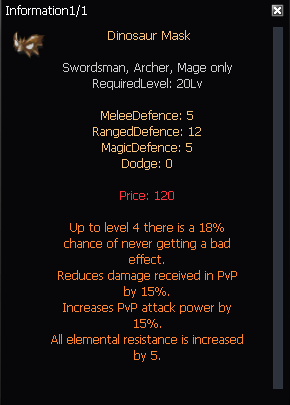 Information1/1
Dinosaur Mask
Swordsman, Archer, Mage only
RequiredLevel: 20Lv
MeleeDefence: 5
RangedDefence: 12
MagicDefence: 5
Dodge: 0
Price: 120
Up to level 4 there is a 18%
chance of never getting a bad
effect.
Reduces damage received in PvP
by 15%.
Increases PvP attack power by
15%.
All elemental resistance is increased
by 5.